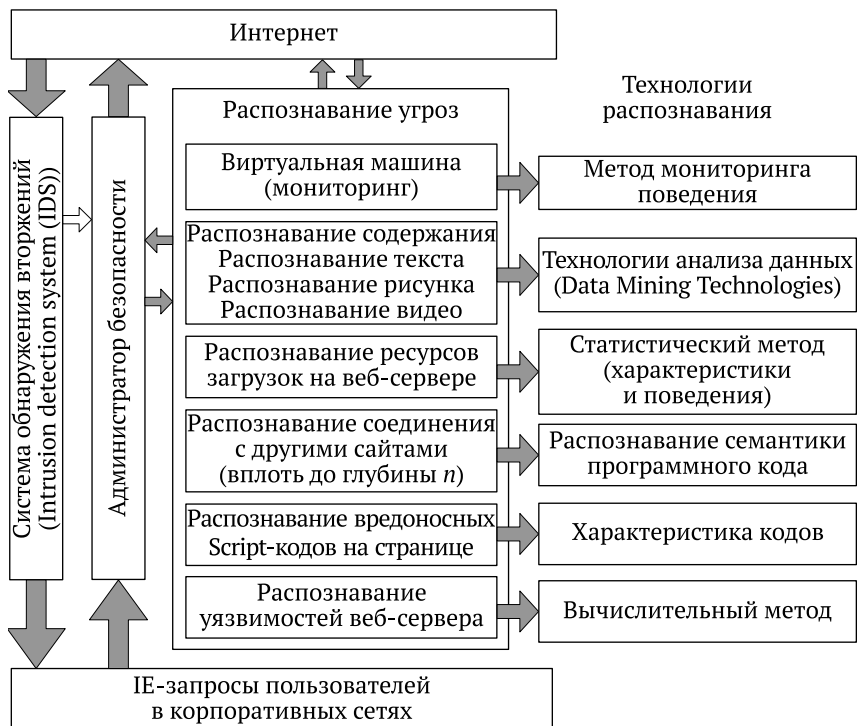 Интернет
Система обнаружения вторжений
(Intrusion detection system (IDS))
Администратор безопасности
Распознавание угроз
Виртуальная машина
(мониторинг)
Распознавание содержания
Распознавание текста
Распознавание рисунка
Распознавание видео
Распознавание ресурсов
загрузок на веб-сервере
Распознавание соединения
с другими сайтами
(вплоть до глубины n)
Распознавание вредоносных
Script-кодов на странице
Распознавание
уязвимостей веб-сервера
Технологии
распознавания
Метод мониторинга
поведения
Технологии анализа данных
(Data Mining Technologies)
Статистический метод
(характеристики
и поведения)
Распознавание семантики
программного кода
Характеристика кодов
Вычислительный метод
IE-запросы пользователей
в корпоративных сетях